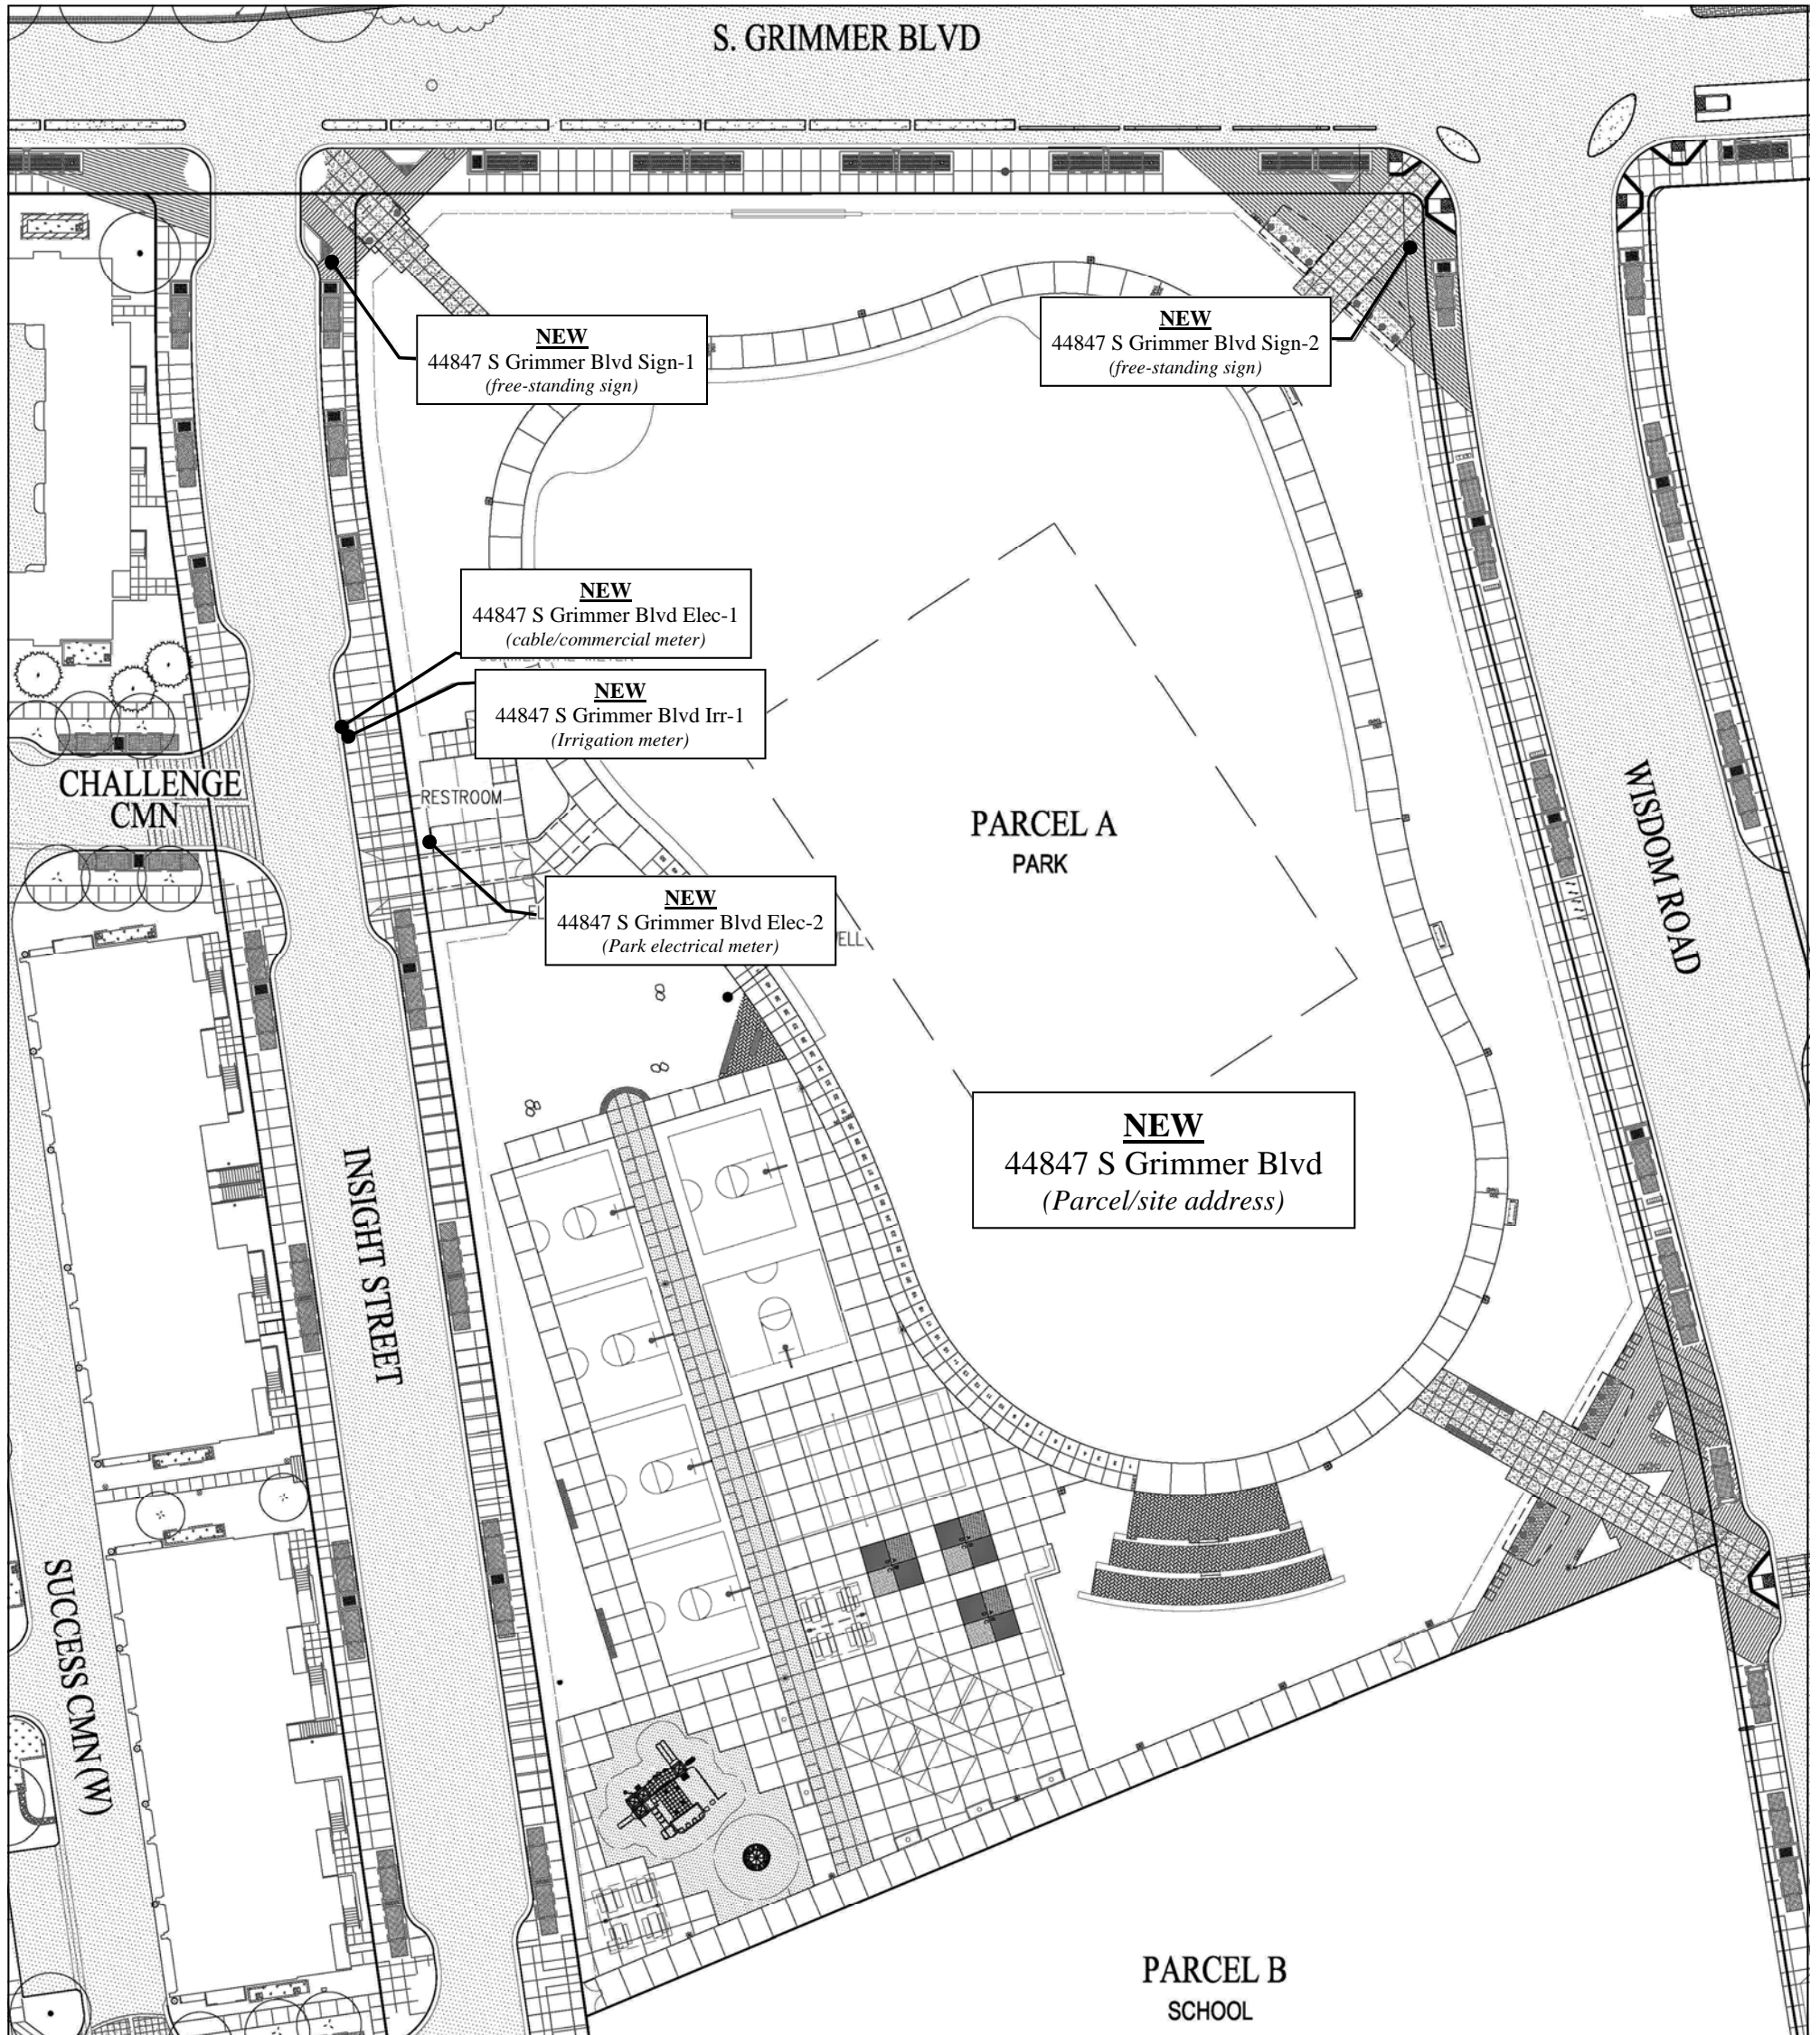 S. GRIMMER BLVD
NEW
44847 S Grimmer Blvd Sign-1
(free-standing sign)
NEW
44847 S Grimmer Blvd Sign-2
(free-standing sign)
NEW
44847 S Grimmer Blvd Elec-1
(cable/commercial meter)
NEW
44847 S Grimmer Blvd Irr-1
(Irrigation meter)
CHALLENGE
CMN
RESTROOM
PARCEL A
PARK
WISDOM ROAD
NEW
44847 S Grimmer Blvd Elec-2
(Park electrical meter)
NEW
44847 S Grimmer Blvd
(Parcel/site address)
INSIGHT STREET
SUCCESS CMN (W)
PARCEL B
SCHOOL